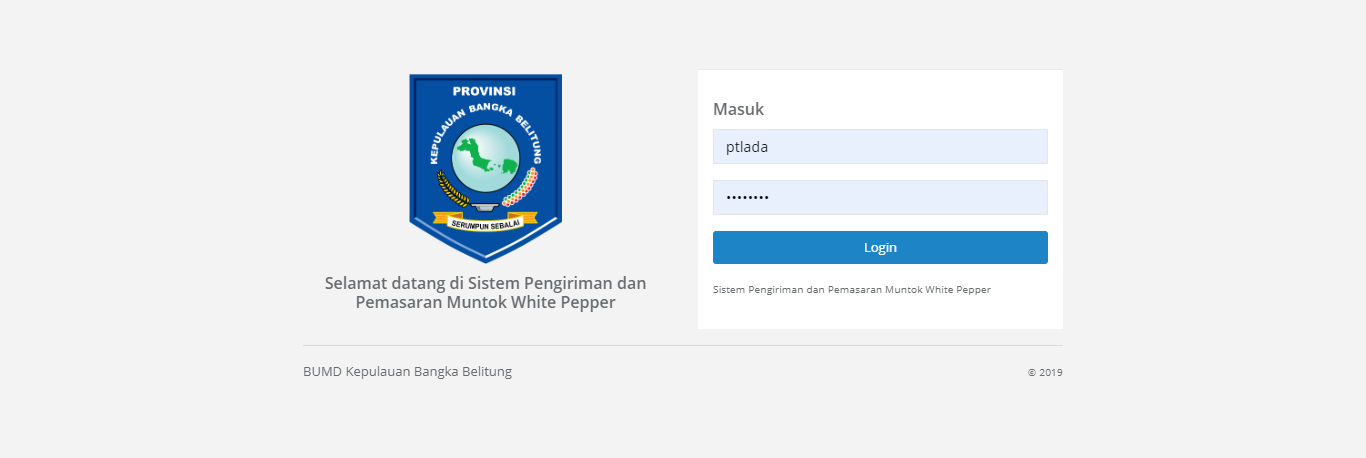 PROVINSI
KEPULAUAN BANGKA BELITUNG
SERUMPUN SEBALAI
Selamat datang di Sistem Pengiriman dan
Pemasaran Muntok White Pepper
Masuk
ptlada
••••••••
Login
Sistem Pengiriman dan Pemasaran Muntok White Pepper
BUMD Kepulauan Bangka Belitung
© 2019